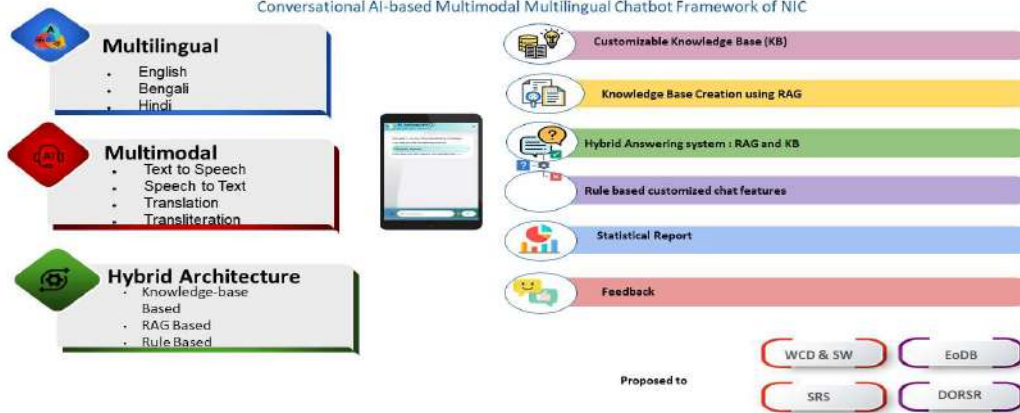 Conversational AI-based Multimodal Multilingual Chatbot Framework of NIC
Multilingual
• English
• Bengali
• Hindi
Multimodal
• Text to Speech
• Speech to Text
• Translation
• Transliteration
Hybrid Architecture
• Knowledge-base
Based
• RAG Based
• Rule Based
Customizable Knowledge Base (KB)
Knowledge Base Creation using RAG
Hybrid Answering system : RAG and KB
Rule based customized chat features
Statistical Report
Feedback
Proposed to
WCD & SW
EoDB
SRS
DORSR